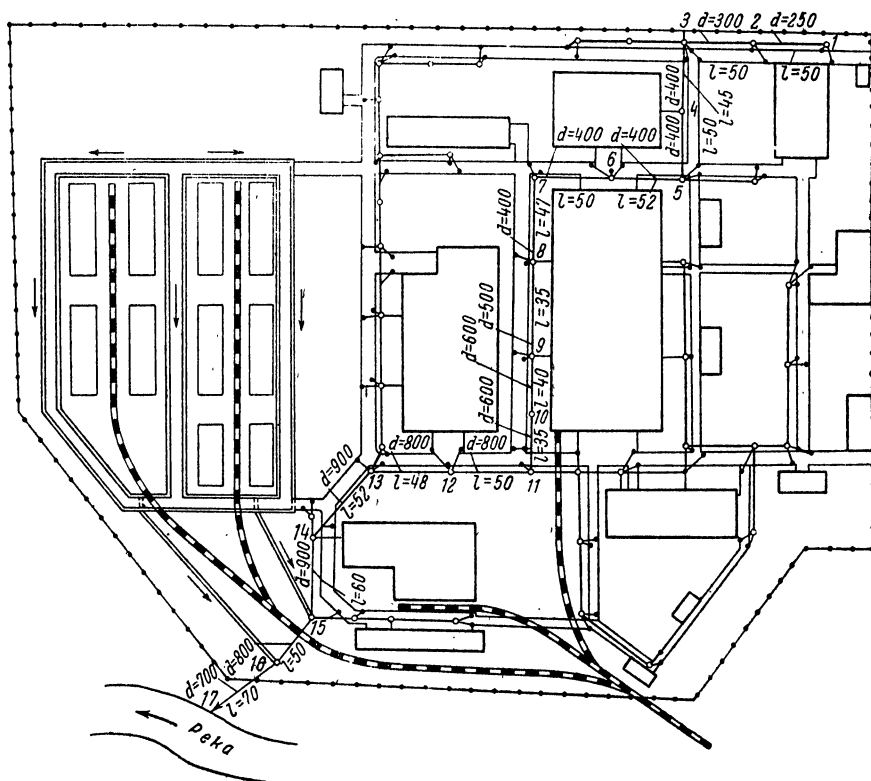 3 d=300 2 d=250 1
l=50 l=50
d=400 l=45
4
d=400 l=50
d=400 d=400
6
7 5
l=50 l=52
l=47
d=400 8
l=35
d=500
d=600 9
l=40
d=600 10
l=35
d=800 d=800
d=900 13 l=48 12 l=50 11
l=52
14
d=900
l=60
15
d=800 16 l=50
d=700
17 l=70
река